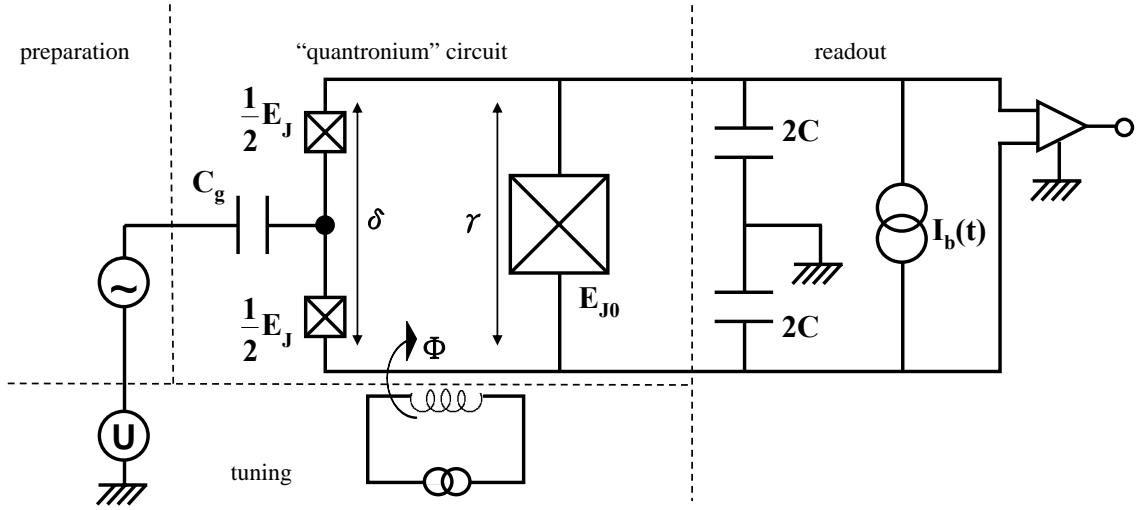 preparation
“quantronium” circuit
readout
1/2 E_J
C_g
δ
γ
2C
I_b(t)
~
1/2 E_J
E_J0
2C
Φ
U
tuning